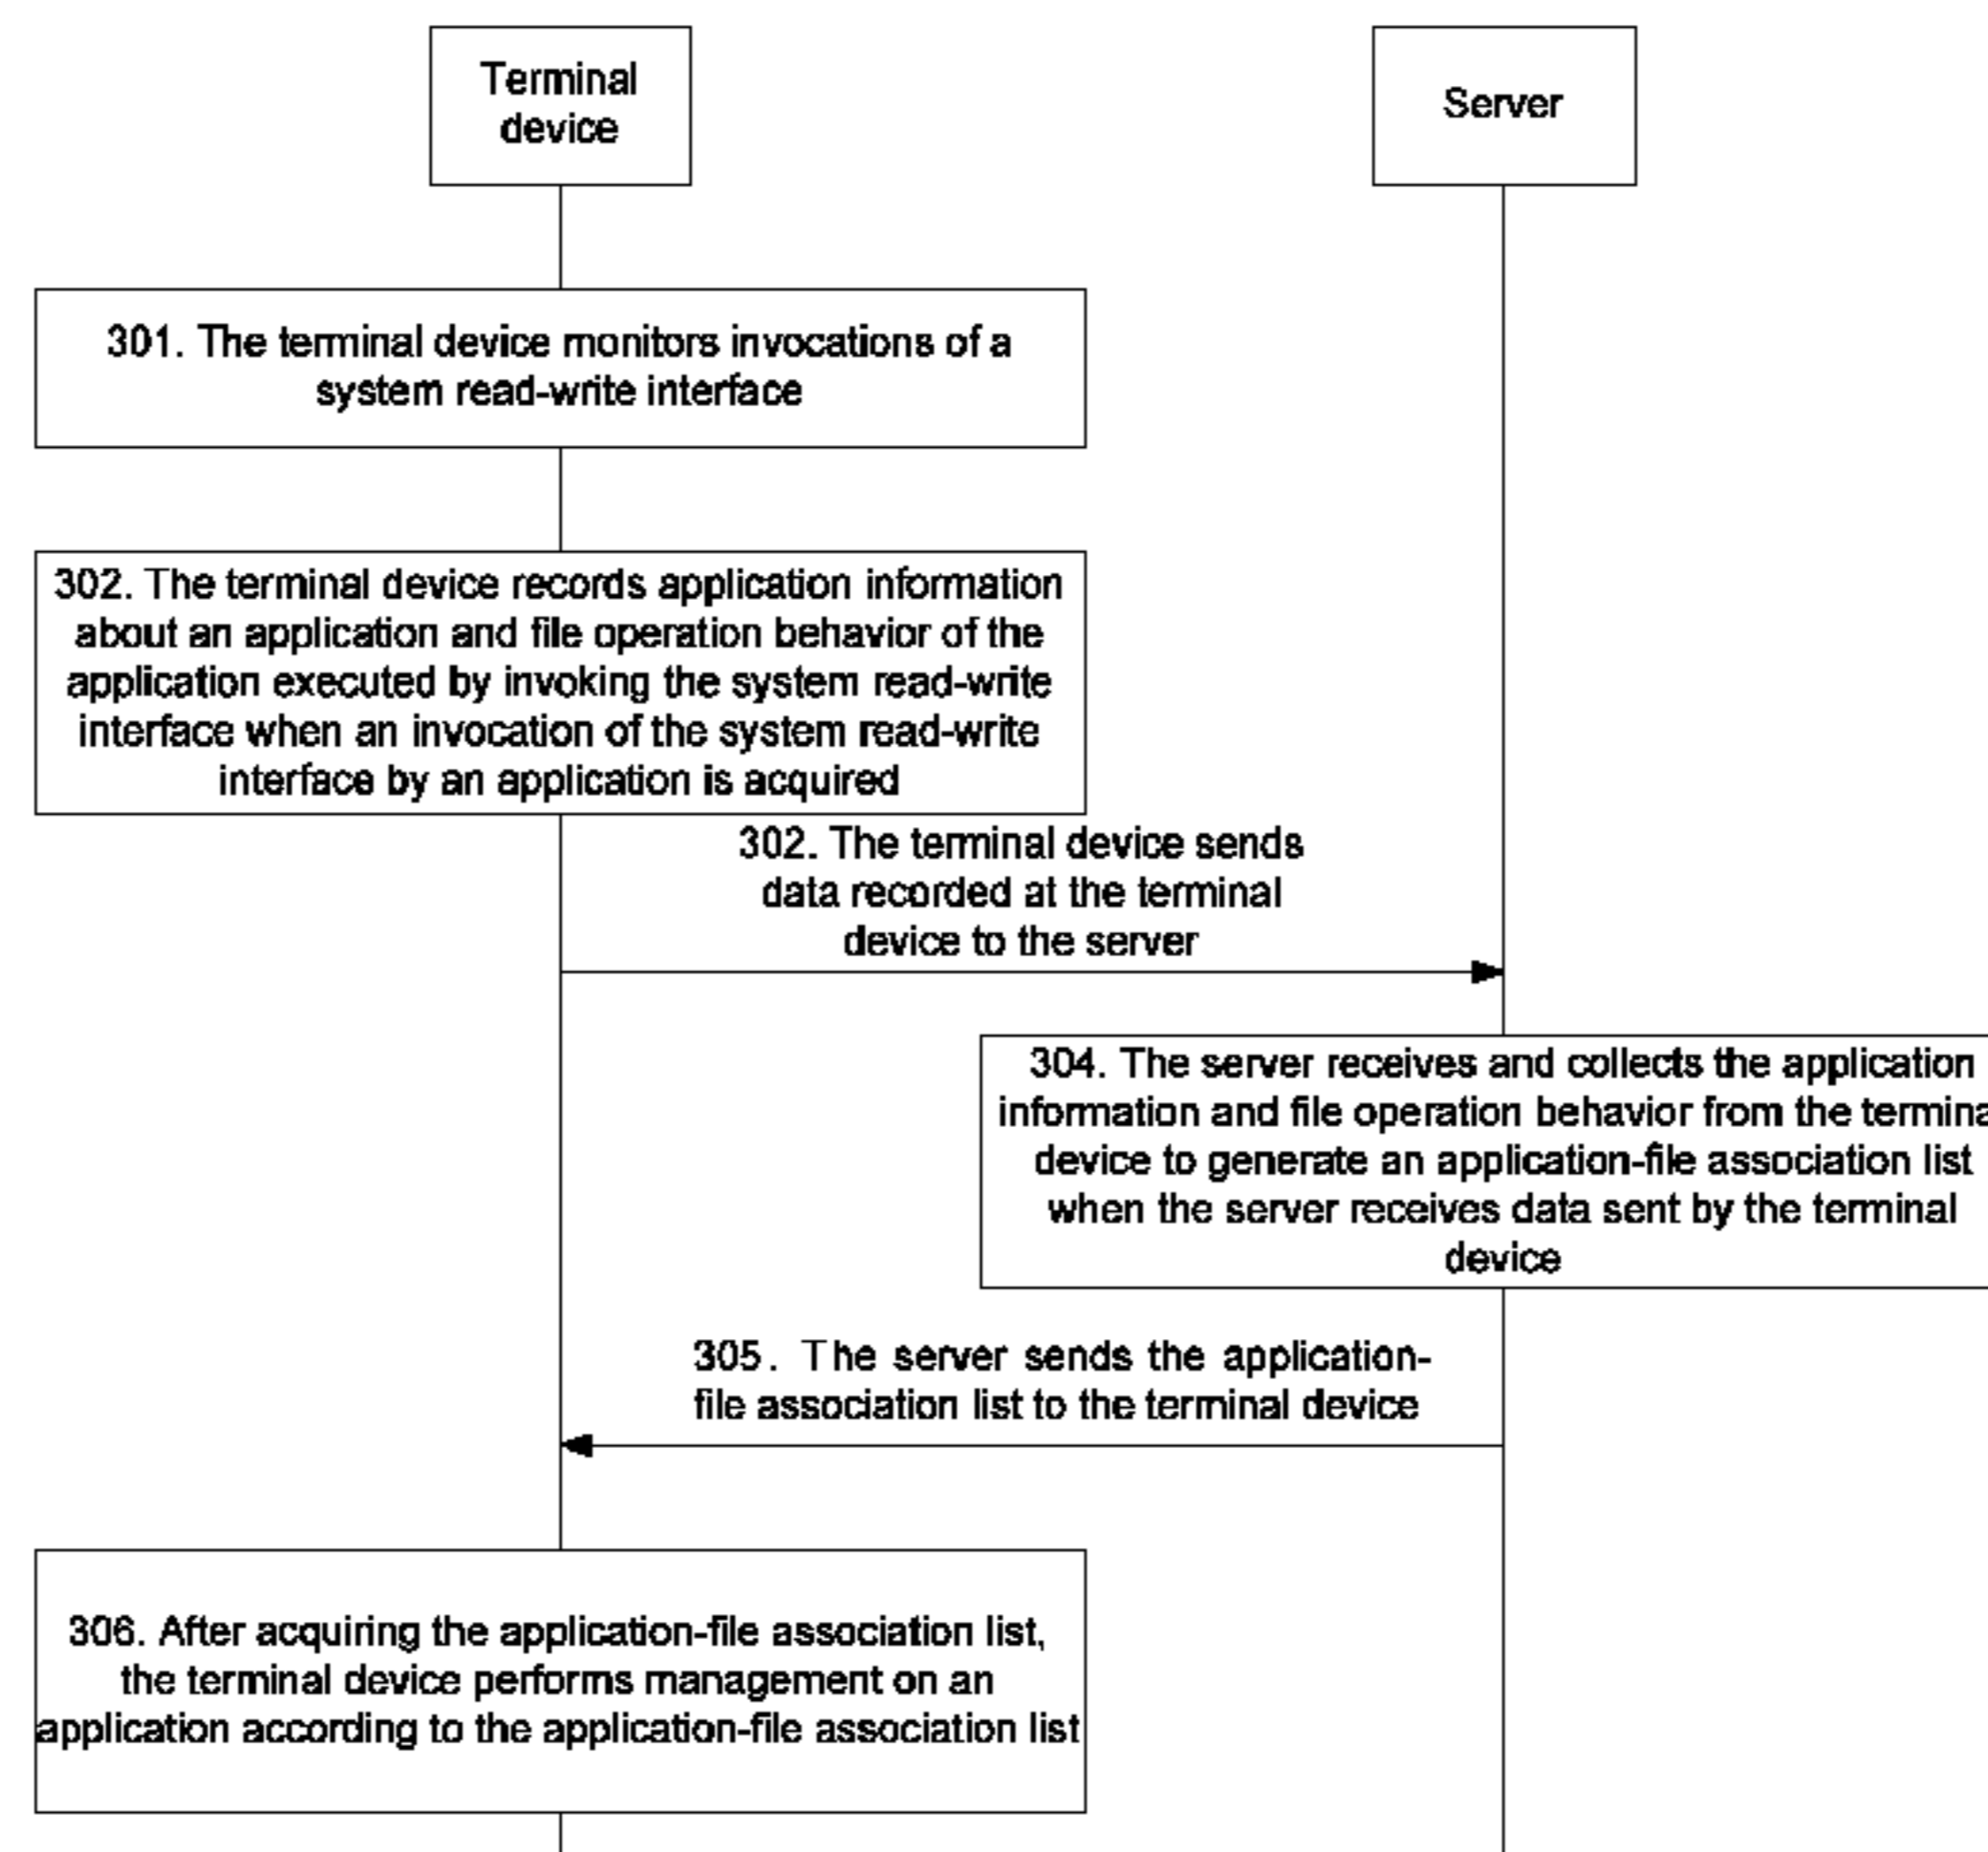 Terminal
device
Server
301. The terminal device monitors invocations of a
system read-write interface
302. The terminal device records application information
about an application and file operation behavior of the
application executed by invoking the system read-write
interface when an invocation of the system read-write
interface by an application is acquired
302. The terminal device sends
data recorded at the terminal
device to the server
304. The server receives and collects the application
information and file operation behavior from the termina
device to generate an application-file association list
when the server receives data sent by the terminal
device
305. The server sends the application-
file association list to the terminal device
306. After acquiring the application-file association list,
the terminal device performs management on an
application according to the application-file association list